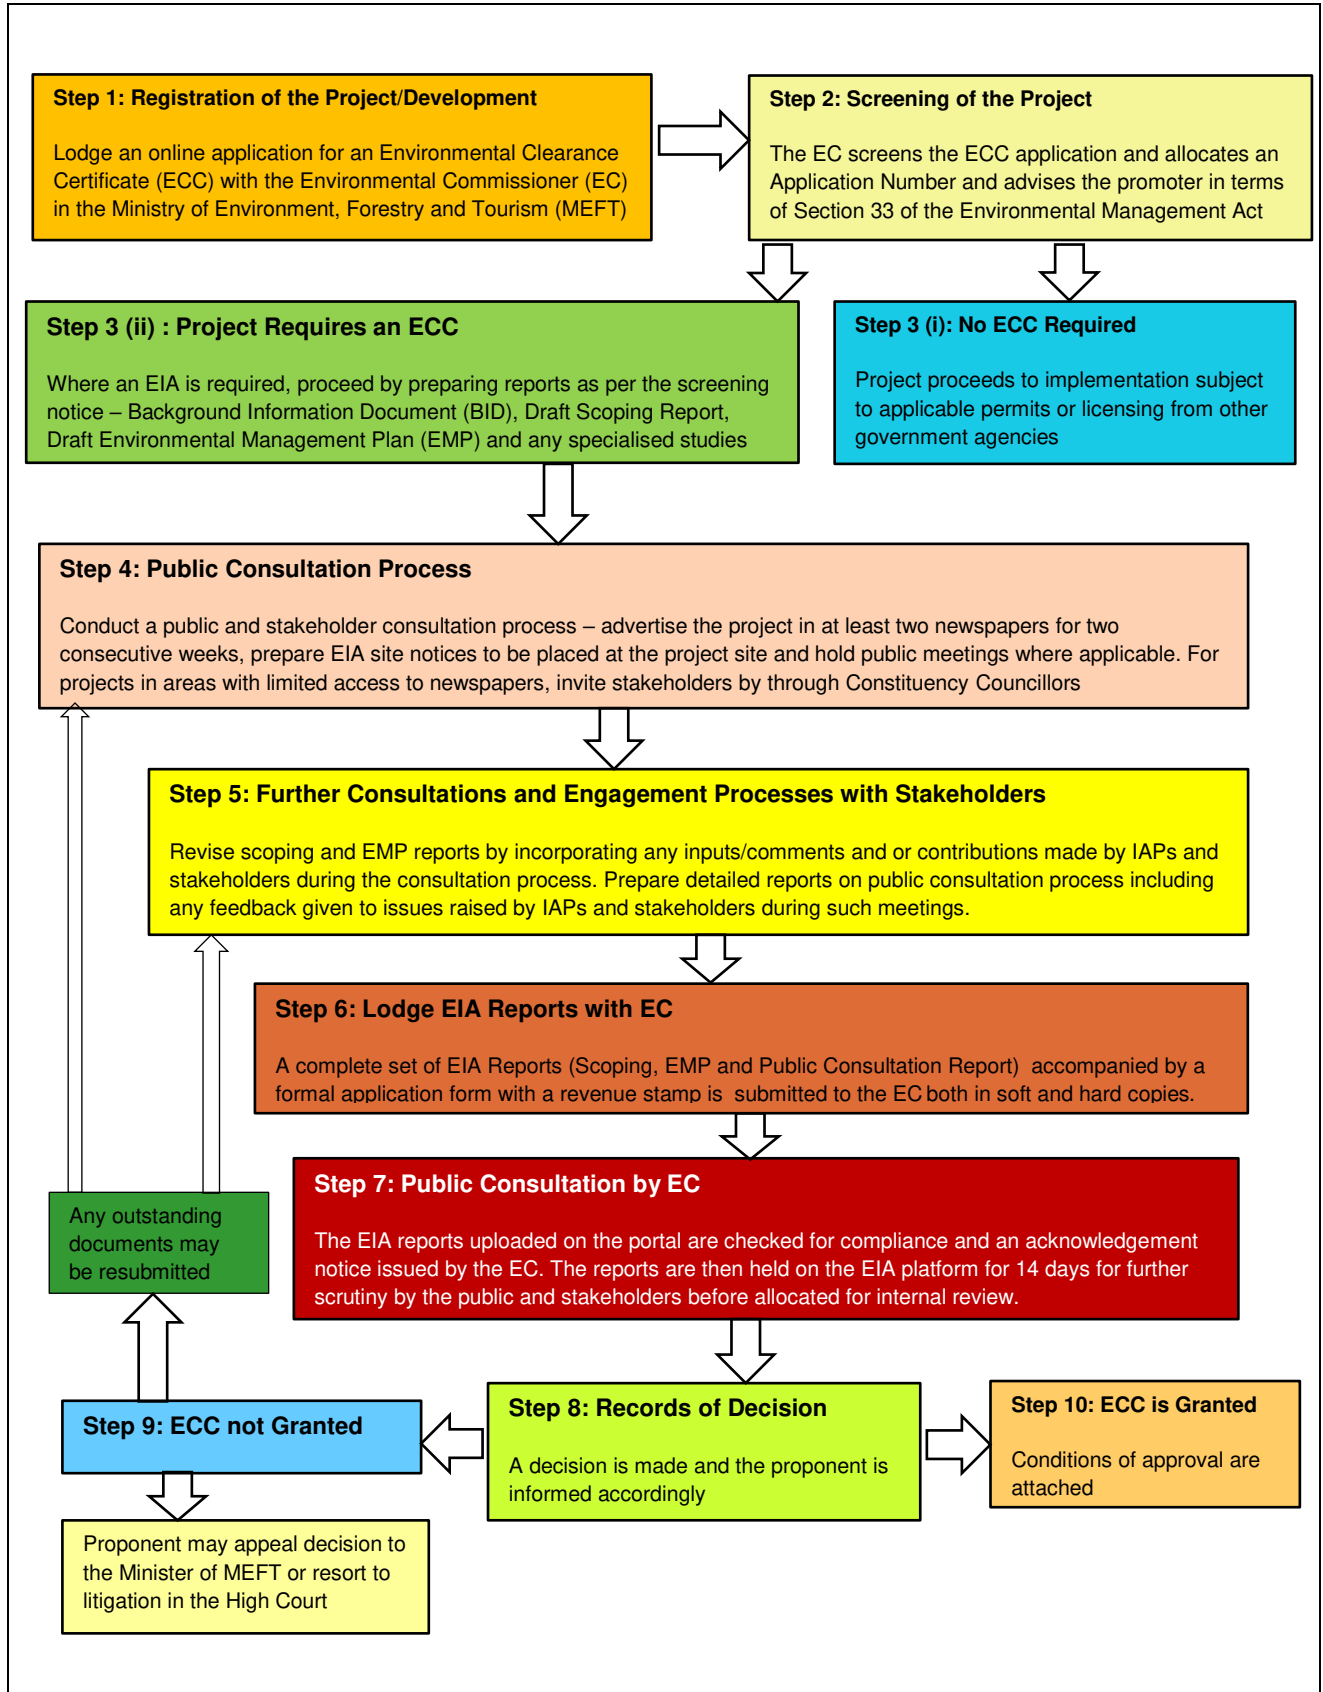 Step 1: Registration of the Project/Development
Lodge an online application for an Environmental Clearance
Certificate (ECC) with the Environmental Commissioner (EC)
in the Ministry of Environment, Forestry and Tourism (MEFT)
Step 2: Screening of the Project
The EC screens the ECC application and allocates an
Application Number and advises the promoter in terms
of Section 33 of the Environmental Management Act
Step 3 (ii) : Project Requires an ECC
Where an EIA is required, proceed by preparing reports as per the screening
notice – Background Information Document (BID), Draft Scoping Report,
Draft Environmental Management Plan (EMP) and any specialised studies
Step 3 (i): No ECC Required
Project proceeds to implementation subject
to applicable permits or licensing from other
government agencies
Step 4: Public Consultation Process
Conduct a public and stakeholder consultation process – advertise the project in at least two newspapers for two
consecutive weeks, prepare EIA site notices to be placed at the project site and hold public meetings where applicable. For
projects in areas with limited access to newspapers, invite stakeholders by through Constituency Councillors
Step 5: Further Consultations and Engagement Processes with Stakeholders
Revise scoping and EMP reports by incorporating any inputs/comments and or contributions made by IAPs and
stakeholders during the consultation process. Prepare detailed reports on public consultation process including
any feedback given to issues raised by IAPs and stakeholders during such meetings.
Step 6: Lodge EIA Reports with EC
A complete set of EIA Reports (Scoping, EMP and Public Consultation Report) accompanied by a
formal application form with a revenue stamp is submitted to the EC both in soft and hard copies.
Step 7: Public Consultation by EC
The EIA reports uploaded on the portal are checked for compliance and an acknowledgement
notice issued by the EC. The reports are then held on the EIA platform for 14 days for further
scrutiny by the public and stakeholders before allocated for internal review.
Any outstanding
documents may
be resubmitted
Step 9: ECC not Granted
Step 8: Records of Decision
A decision is made and the proponent is
informed accordingly
Step 10: ECC is Granted
Conditions of approval are
attached
Proponent may appeal decision to
the Minister of MEFT or resort to
litigation in the High Court